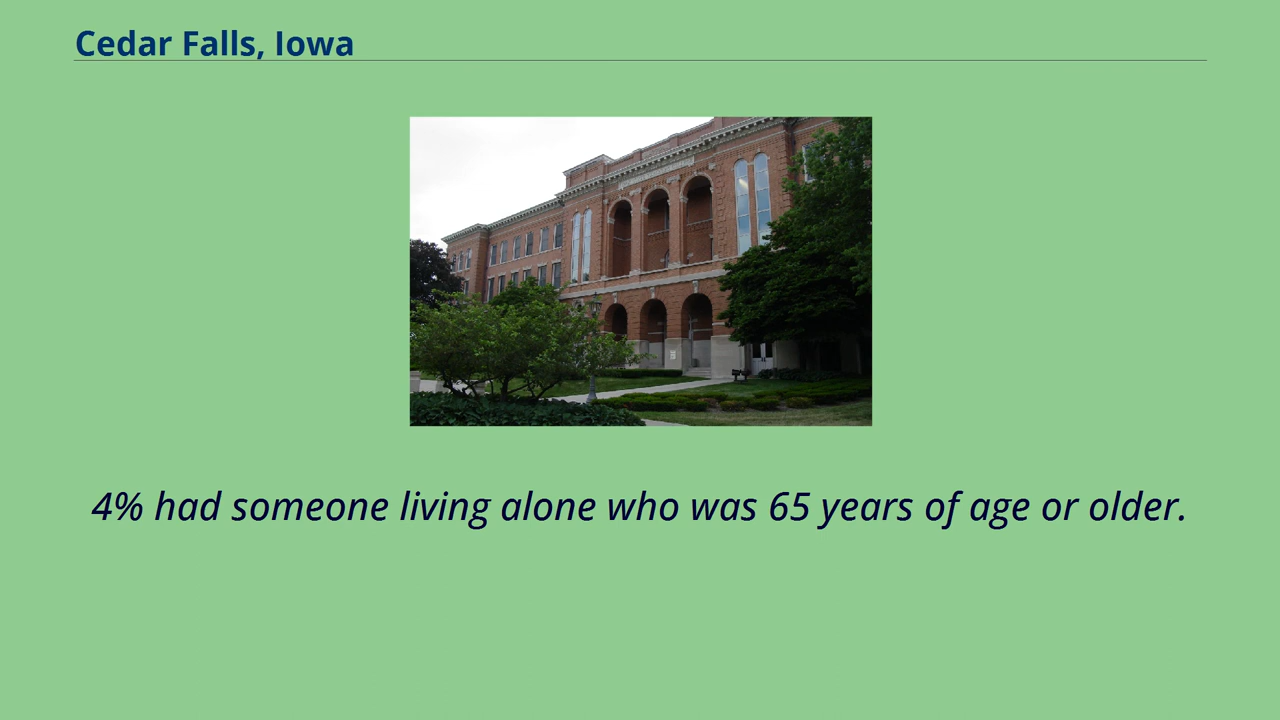 Cedar Falls, Iowa
4% had someone living alone who was 65 years of age or older.